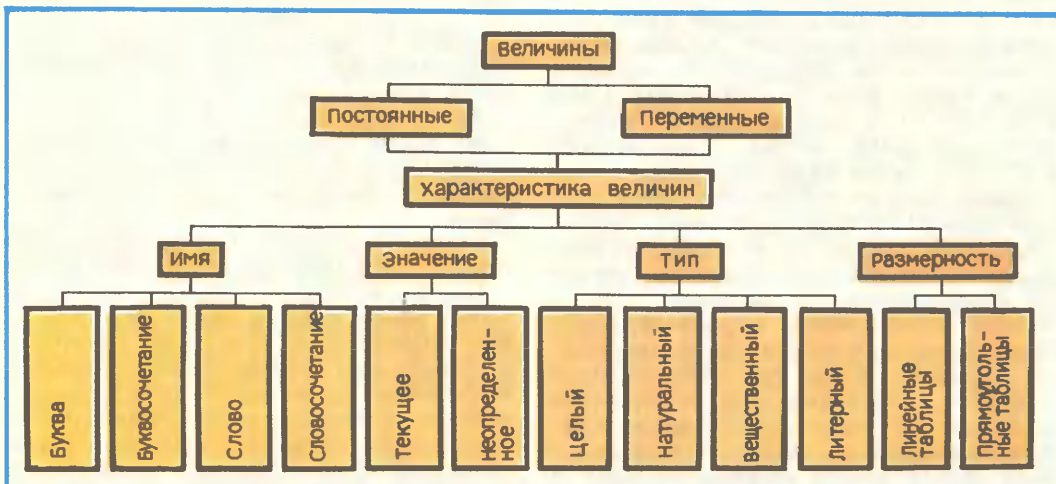 Величины
Постоянные
Переменные
Характеристика величин
Имя
Значение
Тип
Размерность
Буква
Буквосочетание
Слово
Словосочетание
Текущее
Неопределен-
ное
Целый
Натуральный
Вещественный
Литерный
Линейные
таблицы
Прямоуголь-
ные таблицы